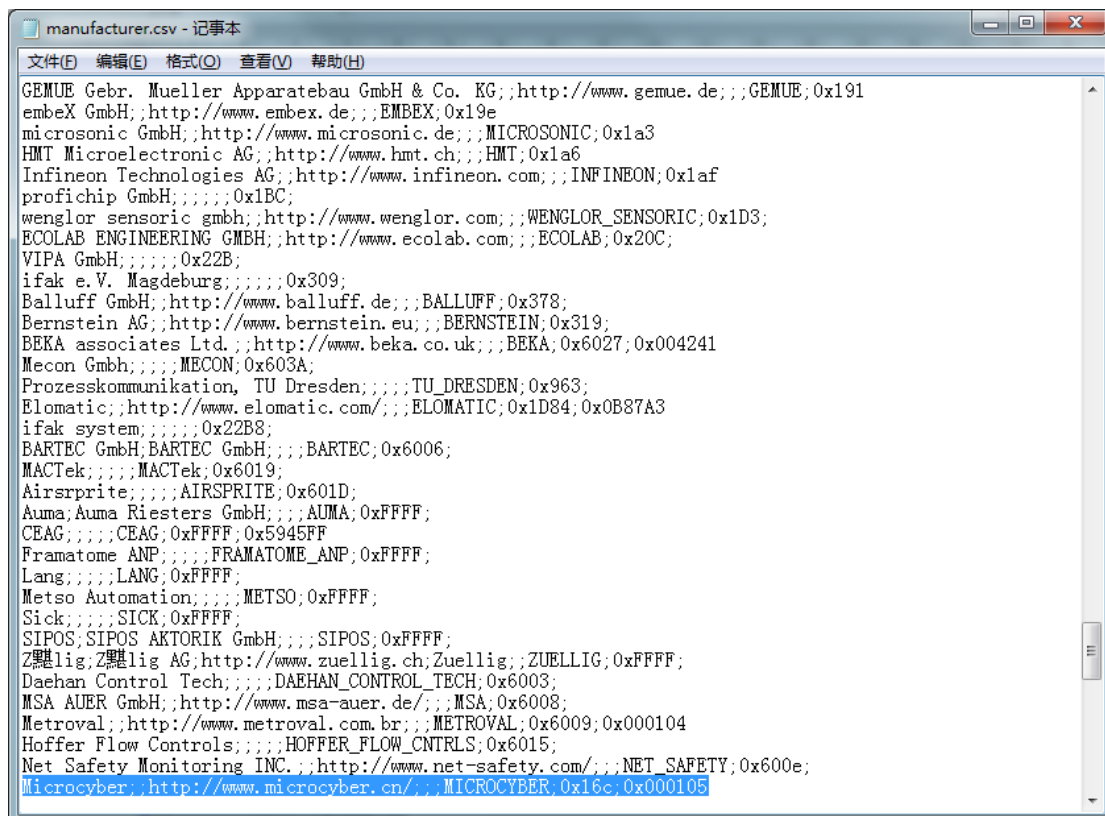 manufacturer.csv - 记事本
文件(F) 编辑(E) 格式(O) 查看(V) 帮助(H)
GEMUE Gebr. Mueller Apparatebau GmbH & Co. KG;;http://www.gemue.de;;;GEMUE;0x191
embeX GmbH;;http://www.embex.de;;;EMBEX;0x19e
microsonic GmbH;;http://www.microsonic.de;;;MICROSONIC;0x1a3
HMT Microelectronic AG;;http://www.hmt.ch;;;HMT;0x1a6
Infineon Technologies AG;;http://www.infineon.com;;;INFINEON;0x1af
profichip GmbH;;;;;;0x1BC;
wenglor sensoric gmbh;;http://www.wenglor.com;;;WENGLOR_SENSORIC;0x1D3;
ECOLAB ENGINEERING GMBH;;http://www.ecolab.com;;;ECOLAB;0x20C;
VIPA GmbH;;;;;;0x22B;
ifak e.V. Magdeburg;;;;;;0x309;
Balluff GmbH;;http://www.balluff.de;;;BALLUFF;0x378;
Bernstein AG;;http://www.bernstein.eu;;;BERNSTEIN;0x319;
BEKA associates Ltd.;;http://www.beka.co.uk;;;BEKA;0x6027;0x004241
Mecon Gmbh;;;;;MECON;0x603A;
Prozesskommunikation, TU Dresden;;;;;TU_DRESDEN;0x963;
Elomatic;;http://www.elomatic.com/;;;ELOMATIC;0x1D84;0x0B87A3
ifak system;;;;;;0x22B8;
BARTEC GmbH;BARTEC GmbH;;;;BARTEC;0x6006;
MACTek;;;;;MACTek;0x6019;
Airsrprite;;;;;AIRSPRITE;0x601D;
Auma;Auma Riesters GmbH;;;;AUMA;0xFFFF;
CEAG;;;;;CEAG;0xFFFF;0x5945FF
Framatome ANP;;;;;FRAMATOME_ANP;0xFFFF;
Lang;;;;;LANG;0xFFFF;
Metso Automation;;;;;METSO;0xFFFF;
Sick;;;;;SICK;0xFFFF;
SIPOS;SIPOS AKTORIK GmbH;;;;SIPOS;0xFFFF;
Z黮lig;Z黮lig AG;http://www.zuellig.ch;Zuellig;;ZUELLIG;0xFFFF;
Daehan Control Tech;;;;;DAEHAN_CONTROL_TECH;0x6003;
MSA AUER GmbH;;http://www.msa-auer.de/;;;MSA;0x6008;
Metroval;;http://www.metroval.com.br;;;METROVAL;0x6009;0x000104
Hoffer Flow Controls;;;;;HOFFER_FLOW_CNTRLS;0x6015;
Net Safety Monitoring INC.;;http://www.net-safety.com/;;;NET_SAFETY;0x600e;
Microcyber;;http://www.microcyber.cn/;;;MICROCYBER;0x16c;0x000105